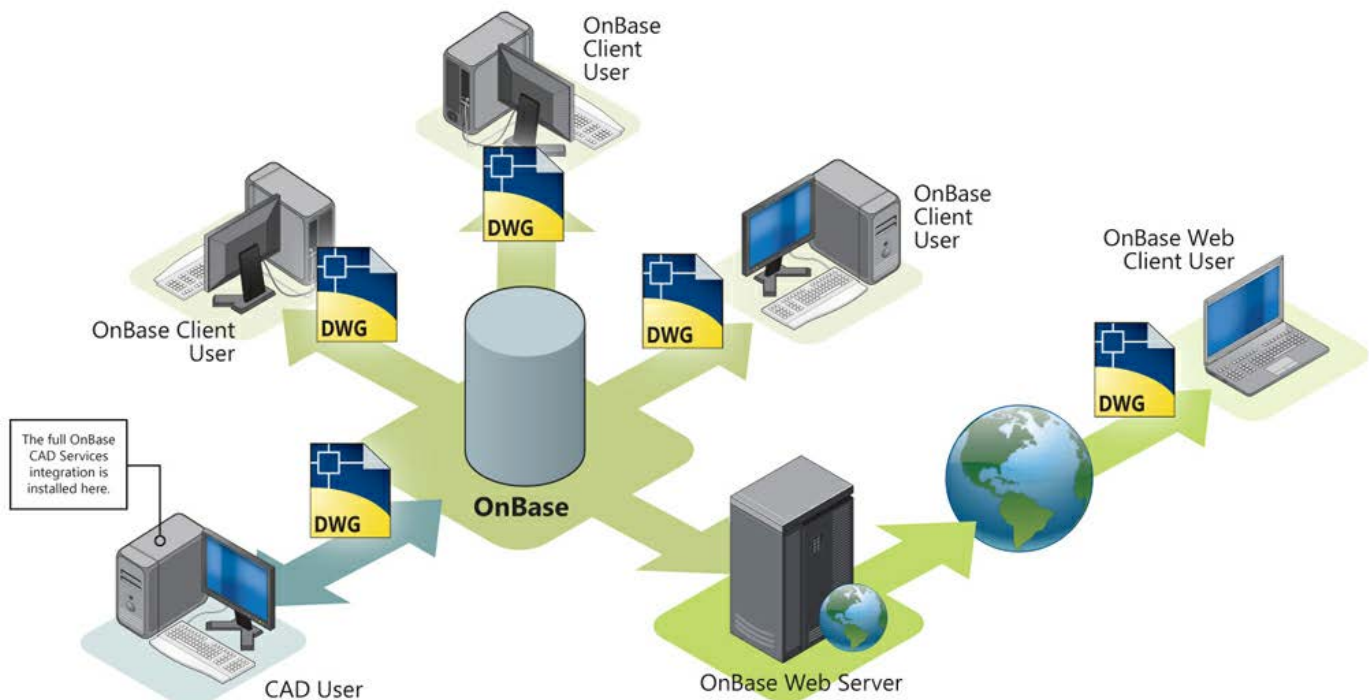 OnBase
Client
User
DWG
OnBase
Client
User
DWG
DWG
OnBase Web
Client User
DWG
OnBase Client
User
The full OnBase
CAD Services
integration is
installed here.
DWG
OnBase
CAD User
OnBase Web Server